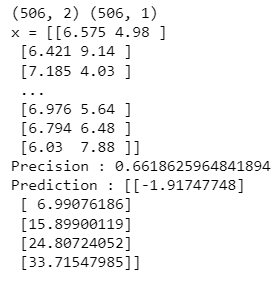 (506, 2) (506, 1)
x = [[6.575 4.98 ]
 [6.421 9.14 ]
 [7.185 4.03 ]
 ...
 [6.976 5.64 ]
 [6.794 6.48 ]
 [6.03  7.88 ]]
Precision : 0.6618625964841894
Prediction : [[-1.91747748]
 [ 6.99076186]
 [15.89900119]
 [24.80724052]
 [33.71547985]]